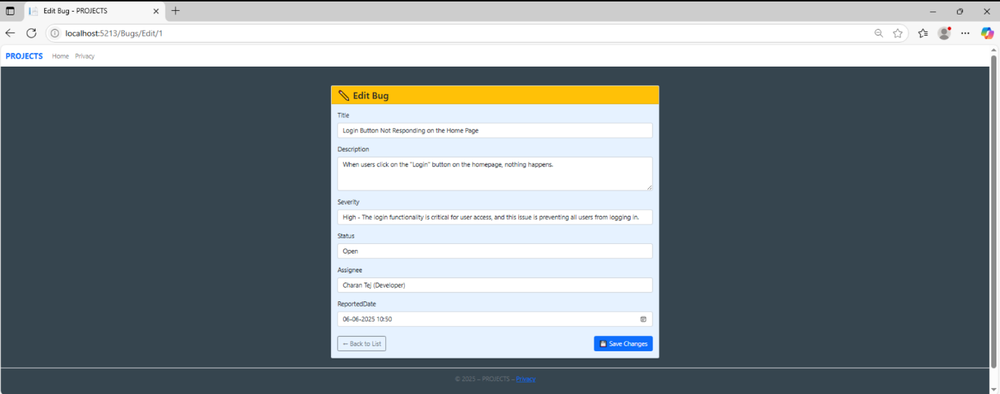 Edit Bug - PROJECTS
localhost:5213/Bugs/Edit/1
PROJECTS Home Privacy
Edit Bug
Title
Login Button Not Responding on the Home Page
Description
When users click on the "Login" button on the homepage, nothing happens.
Severity
High - The login functionality is critical for user access, and this issue is preventing all users from logging in.
Status
Open
Assignee
Charan Tej (Developer)
ReportedDate
06-06-2025 10:50
← Back to List Save Changes
© 2025 – PROJECTS – Privacy